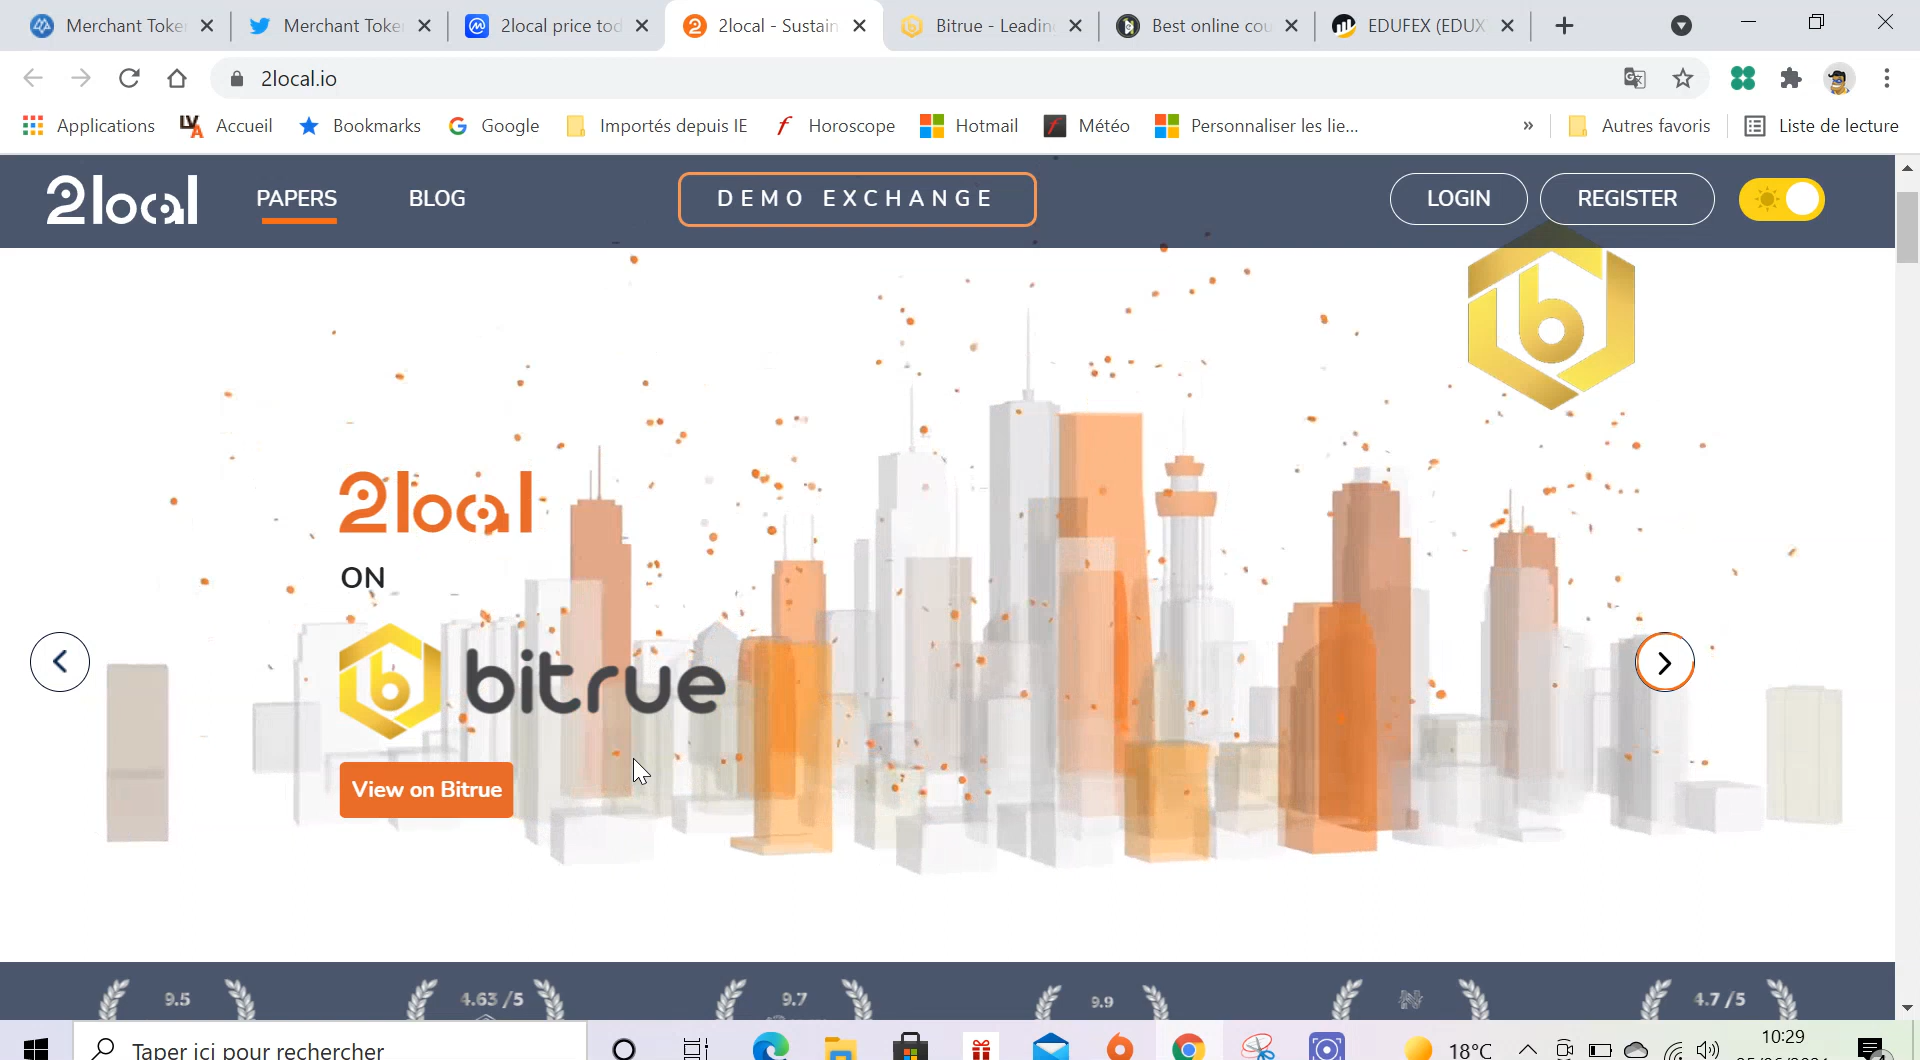 Merchant Toke
Merchant Toke
2local price tod
2local - Sustain
Bitrue - Leadin
Best online cou
EDUFEX (EDUX
2local.io
Applications
Accueil
Bookmarks
Google
Importés depuis IE
Horoscope
Hotmail
Météo
Personnaliser les lie...
»
Autres favoris
Liste de lecture
2local
PAPERS
BLOG
DEMO EXCHANGE
LOGIN
REGISTER
2local
ON
bitrue
View on Bitrue
9.5
4.63 /5
9.7
9.9
4.7 /5
Taper ici pour rechercher
18°C
10:29